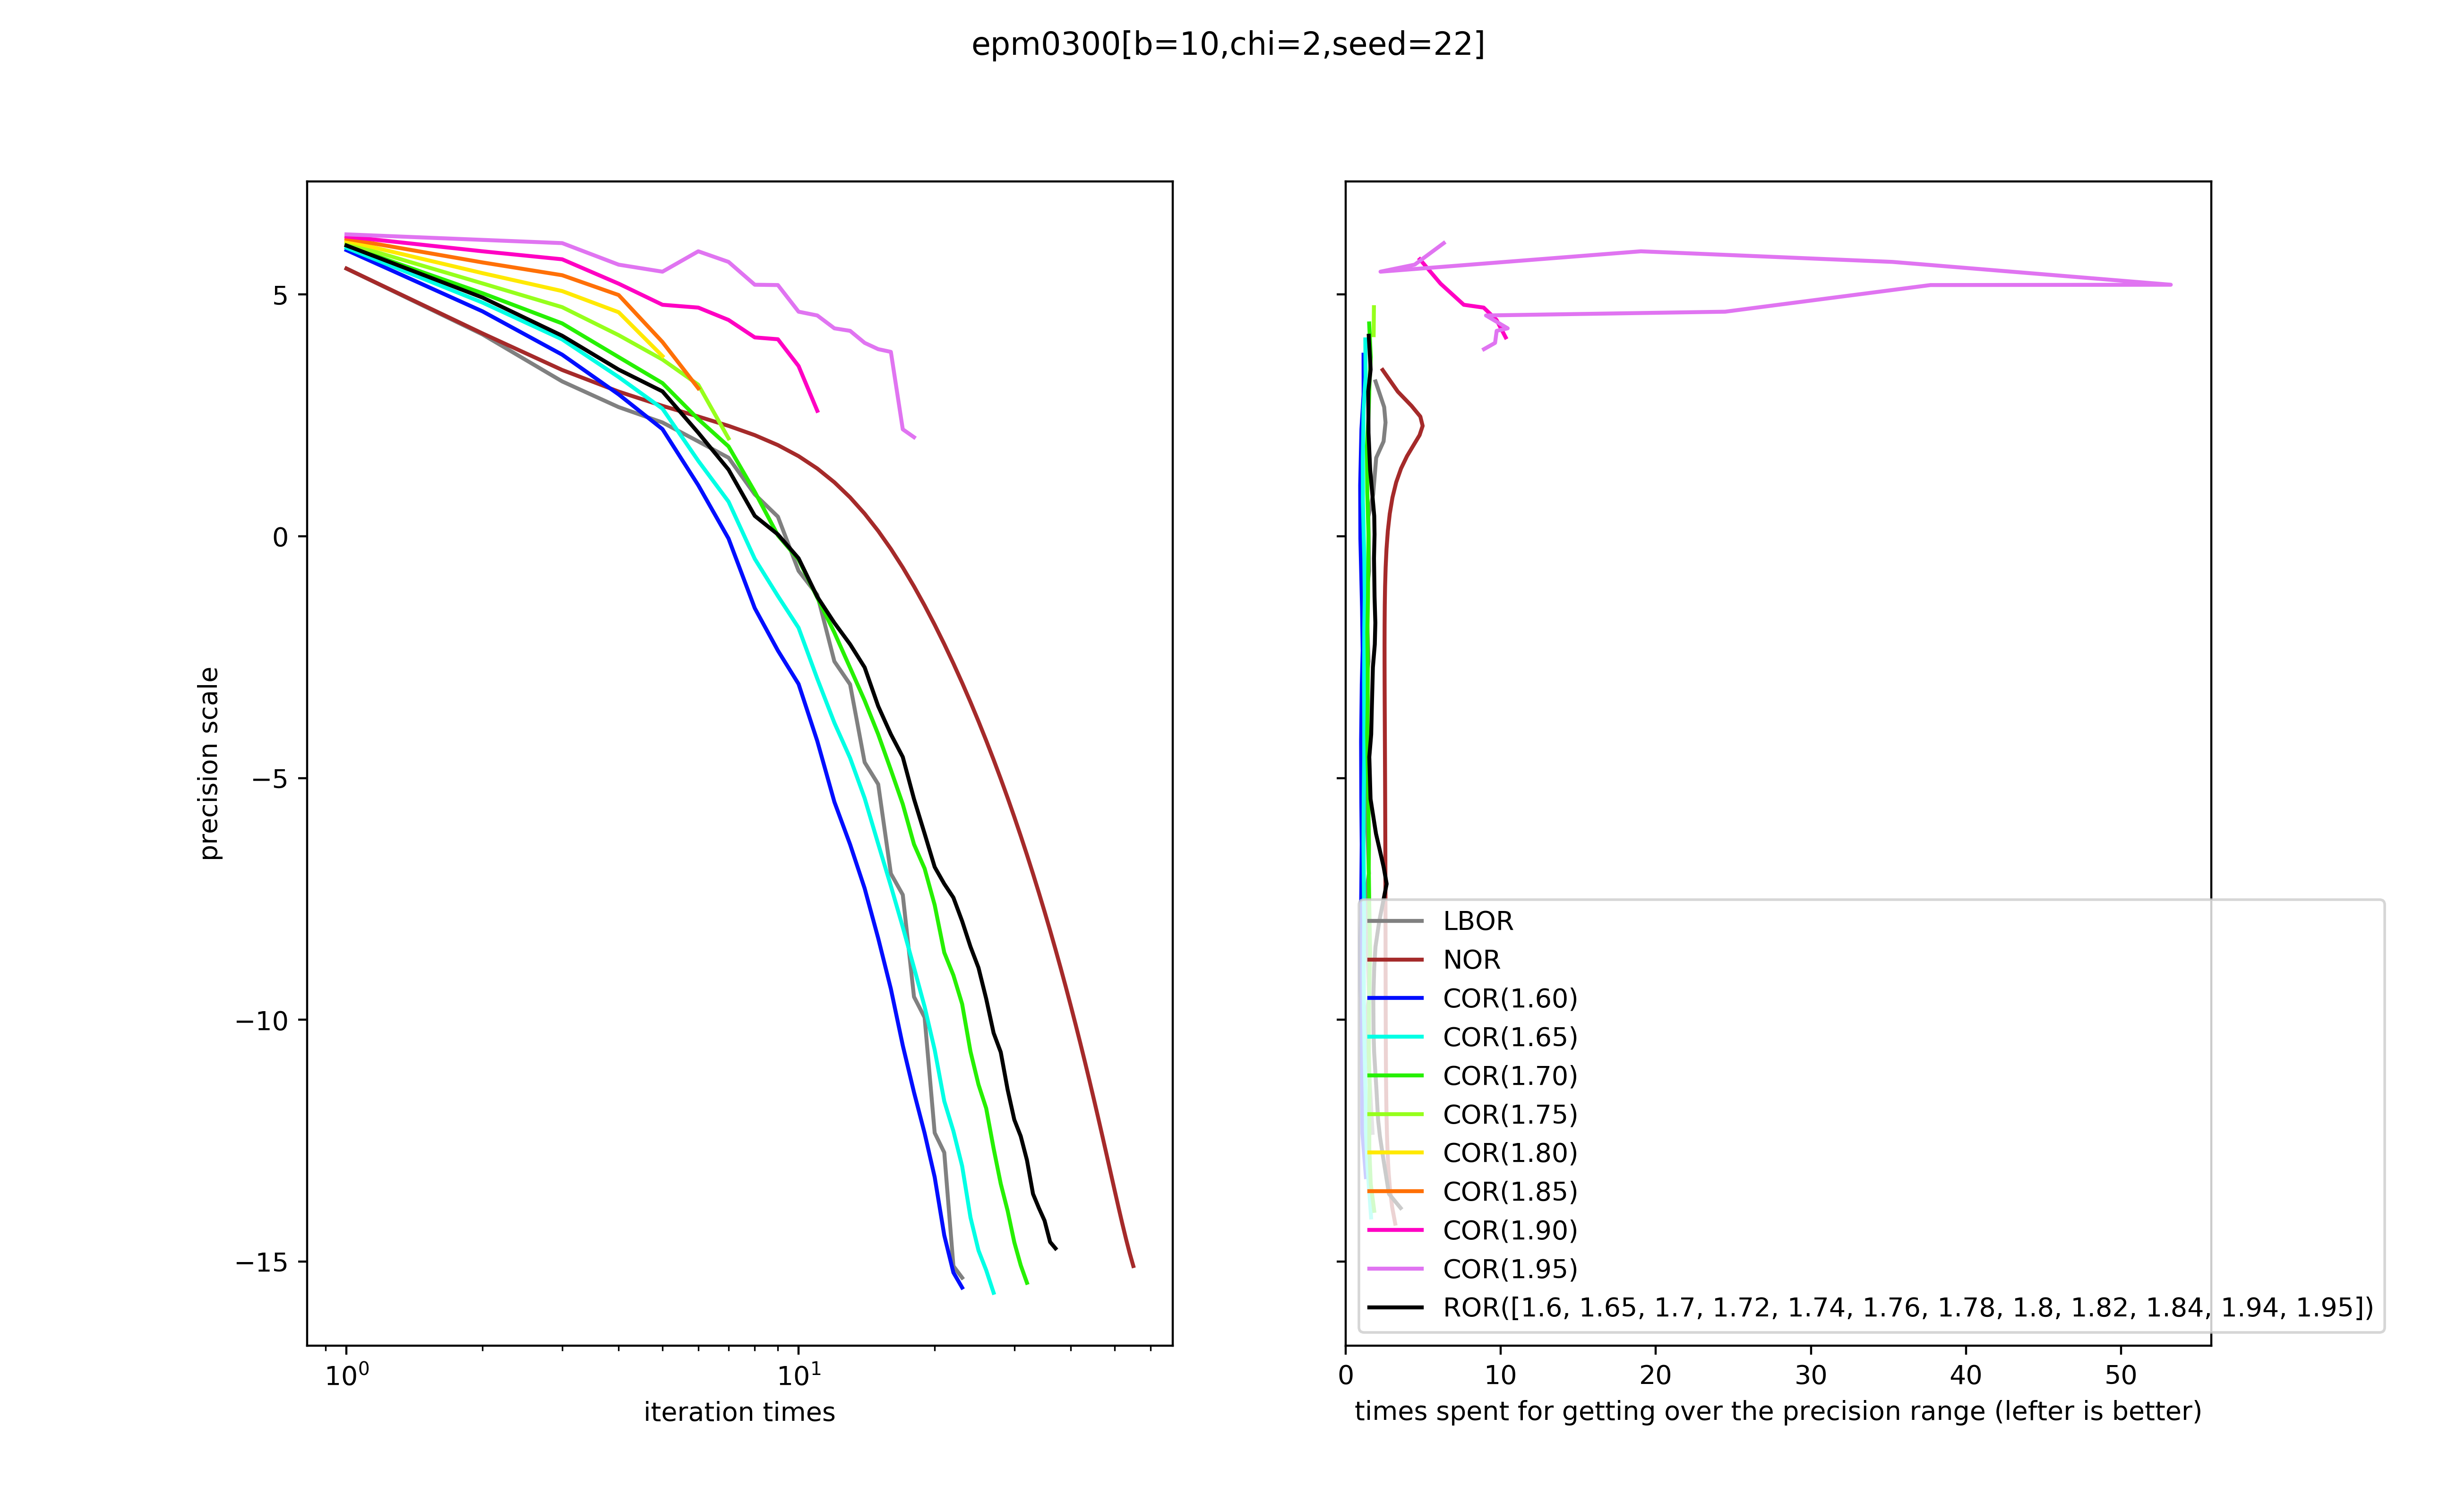 epm0300[b=10,chi=2,seed=22]
precision scale
5
0
−5
−10
−15
10⁰
10¹
iteration times
LBOR
NOR
COR(1.60)
COR(1.65)
COR(1.70)
COR(1.75)
COR(1.80)
COR(1.85)
COR(1.90)
COR(1.95)
ROR([1.6, 1.65, 1.7, 1.72, 1.74, 1.76, 1.78, 1.8, 1.82, 1.84, 1.94, 1.95])
0 10 20 30 40 50
times spent for getting over the precision range (lefter is better)